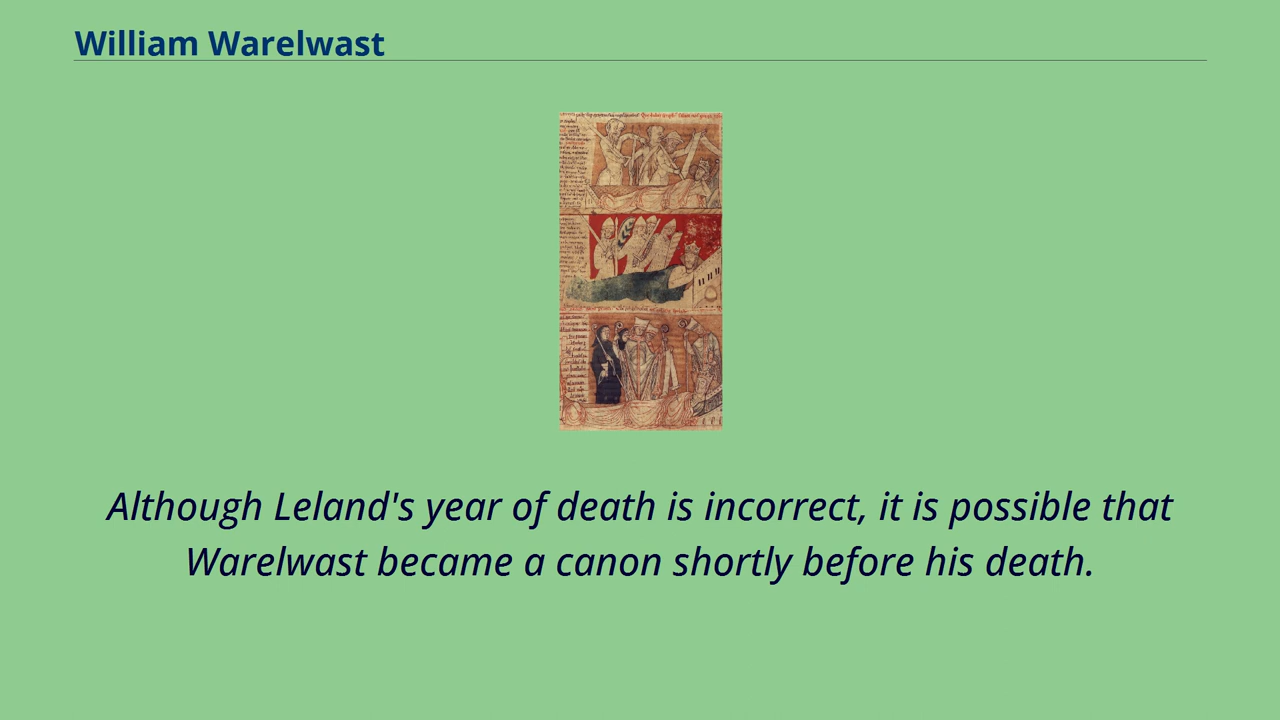 William Warelwast
Although Leland's year of death is incorrect, it is possible that
Warelwast became a canon shortly before his death.